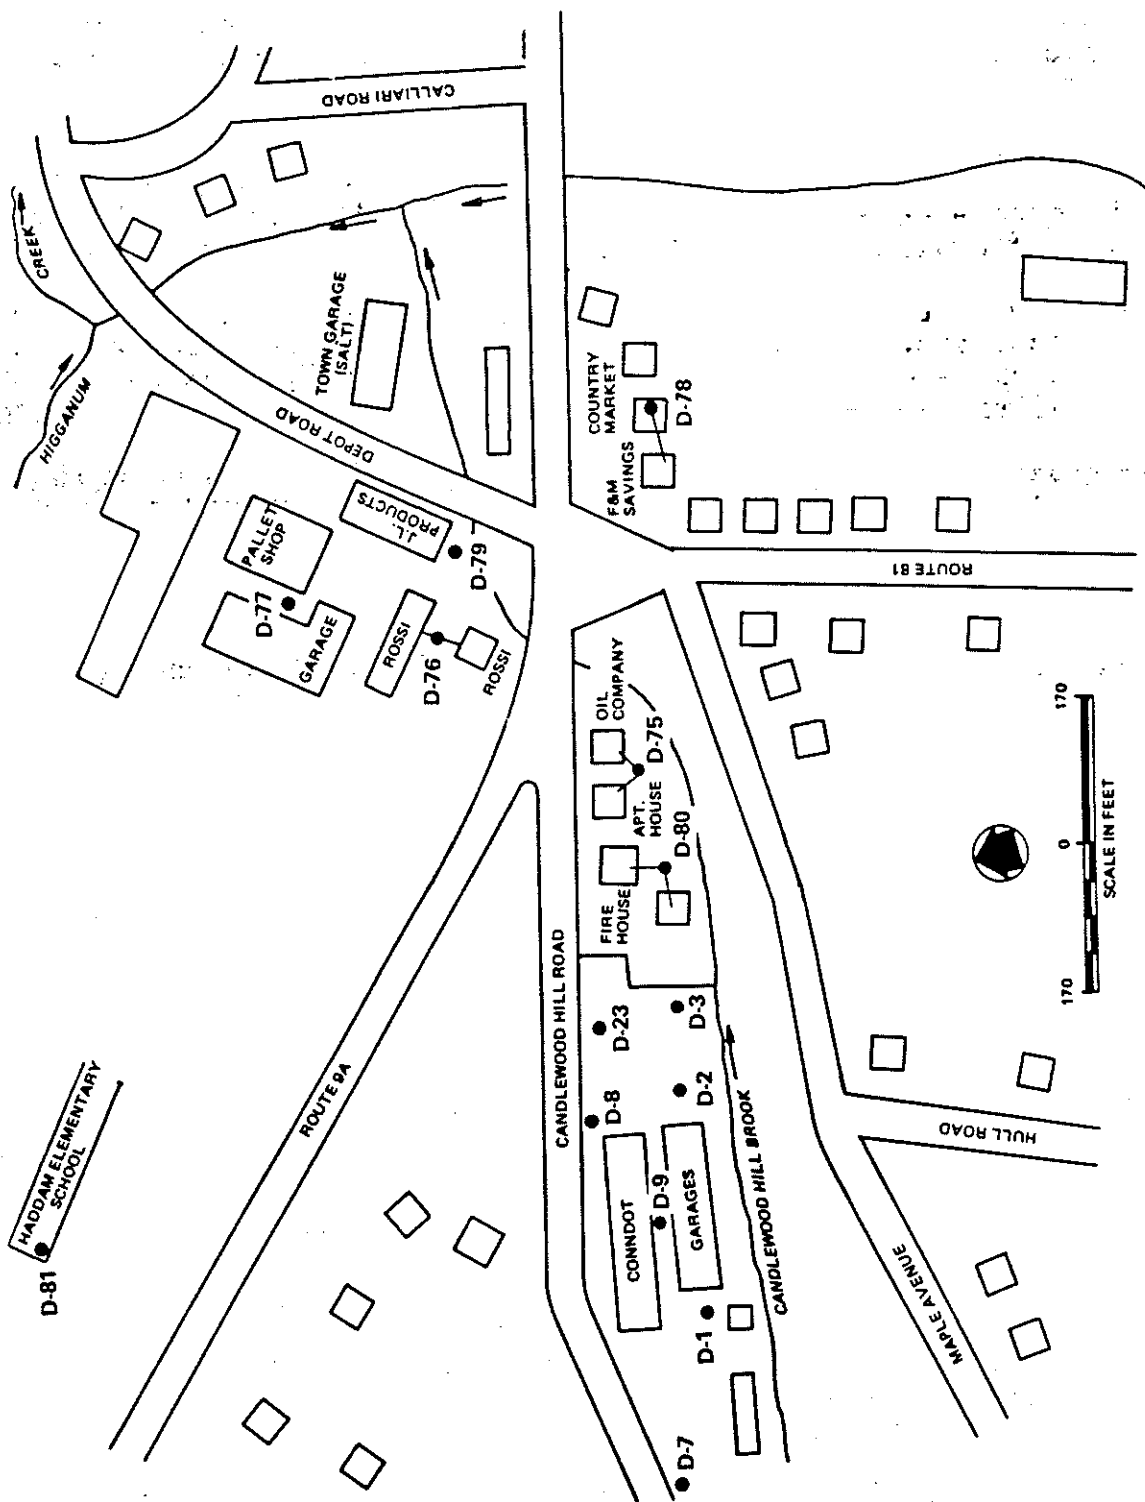 CALLIARI ROAD
CREEK
HIGGANUM
TOWN GARAGE
(SALT)
DEPOT ROAD
COUNTRY
MARKET
D-78
F&M
SAVINGS
PALLET
SHOP
J.L.
PRODUCTS
D-79
D-77
GARAGE
ROSSI
D-76
ROSSI
ROUTE 81
OIL
COMPANY
D-75
APT.
HOUSE
D-80
FIRE
HOUSE
CANDLEWOOD HILL ROAD
ROUTE 9A
D-23
D-3
D-8
D-2
CONNDOT
D-9
GARAGES
CANDLEWOOD HILL BROOK
D-1
D-7
HADDAM ELEMENTARY
SCHOOL
D-81
MAPLE AVENUE
HULL ROAD
170
0
170
SCALE IN FEET